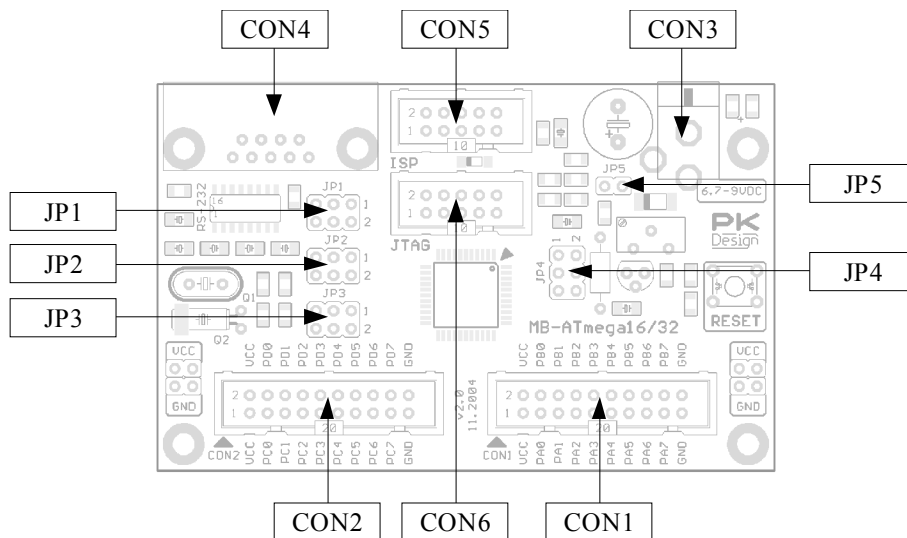 CON4
CON5
CON3
JP1
JP2
JP3
JP5
JP4
RS-232
16
1
JP1
1
2
JP2
1
2
JP3
1
2
Q1
Q2
2
1
10
ISP
2
1
JTAG
JP5
6.7-9VDC
PK
Design
1
2
JP4
RESET
MB-ATmega16/32
VCC
GND
VCC PD0 PD1 PD2 PD3 PD4 PD5 PD6 PD7 GND
2
1
20
CON2
VCC PC0 PC1 PC2 PC3 PC4 PC5 PC6 PC7 GND
v2.0
11.2004
VCC PB0 PB1 PB2 PB3 PB4 PB5 PB6 PB7 GND
2
1
20
CON1
VCC PA0 PA1 PA2 PA3 PA4 PA5 PA6 PA7 GND
VCC
GND
CON2
CON6
CON1